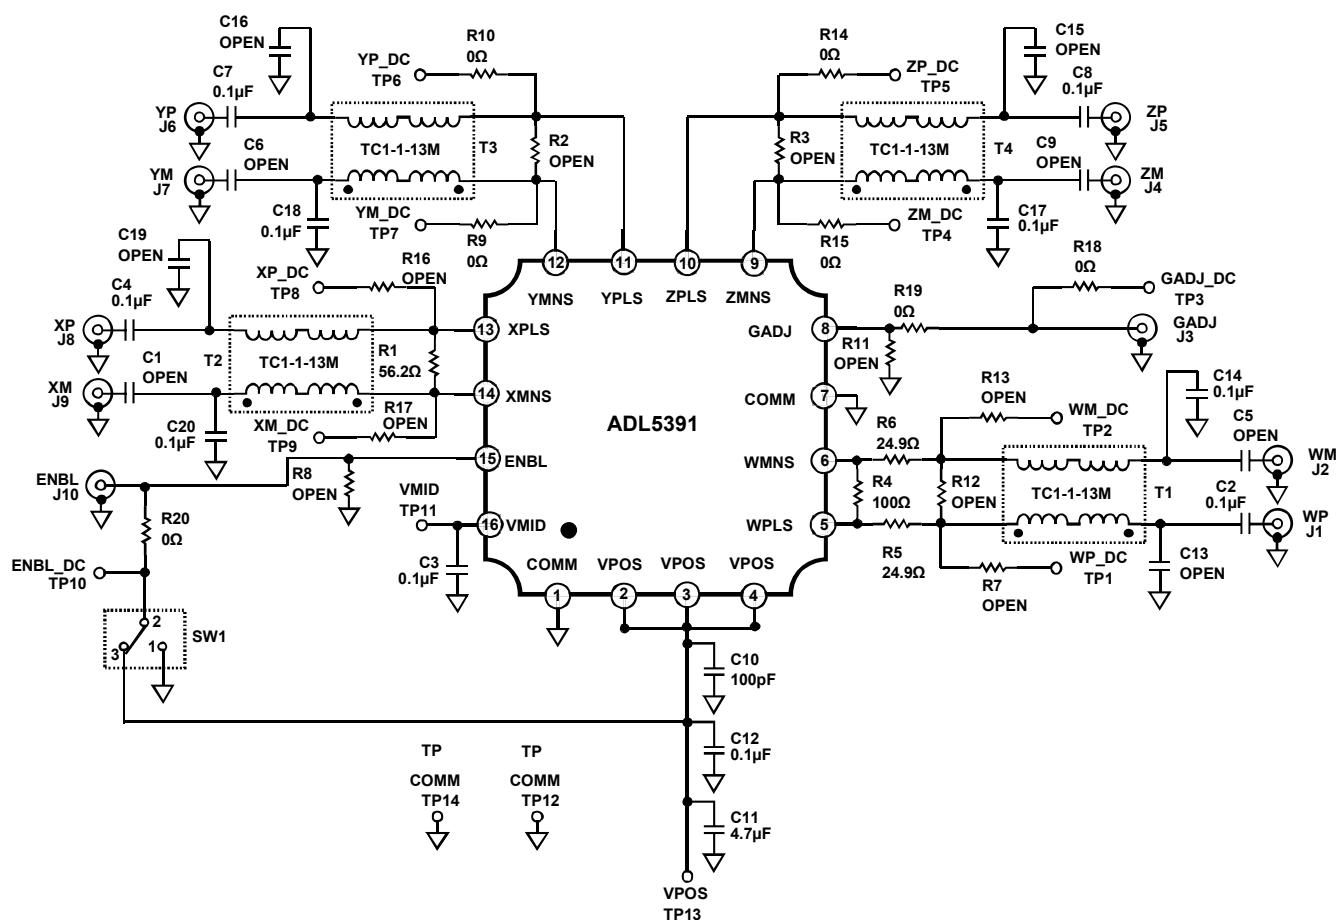 C16
OPEN
R10
0Ω
YP_DC
TP6
C7
0.1µF
YP
J6
C6
OPEN
YM
J7
TC1-1-13M
T3
R2
OPEN
C18
0.1µF
YM_DC
TP7
R9
0Ω
R14
0Ω
ZP_DC
TP5
C15
OPEN
C8
0.1µF
ZP
J5
R3
OPEN
TC1-1-13M
T4
C9
OPEN
ZM
J4
ZM_DC
TP4
R15
0Ω
C17
0.1µF
C19
OPEN
C4
0.1µF
XP_DC
TP8
R16
OPEN
XP
J8
T2
TC1-1-13M
R1
56.2Ω
C1
OPEN
XM
J9
C20
0.1µF
XM_DC
TP9
R17
OPEN
12
11
10
9
YMNS
YPLS
ZPLS
ZMNS
13
XPLS
14
XMNS
15
ENBL
16
VMID
ADL5391
GADJ
8
COMM
7
WMNS
6
WPLS
5
COMM
VPOS
VPOS
VPOS
1
2
3
4
R19
0Ω
R11
OPEN
R18
0Ω
GADJ_DC
TP3
GADJ
J3
R6
24.9Ω
R4
100Ω
R5
24.9Ω
R13
OPEN
WM_DC
TP2
R12
OPEN
TC1-1-13M
T1
C14
0.1µF
C5
OPEN
WM
J2
C2
0.1µF
WP
J1
C13
OPEN
WP_DC
TP1
R7
OPEN
ENBL
J10
R8
OPEN
VMID
TP11
C3
0.1µF
R20
0Ω
ENBL_DC
TP10
2
3
1
SW1
C10
100pF
C12
0.1µF
C11
4.7µF
TP
COMM
TP14
TP
COMM
TP12
VPOS
TP13